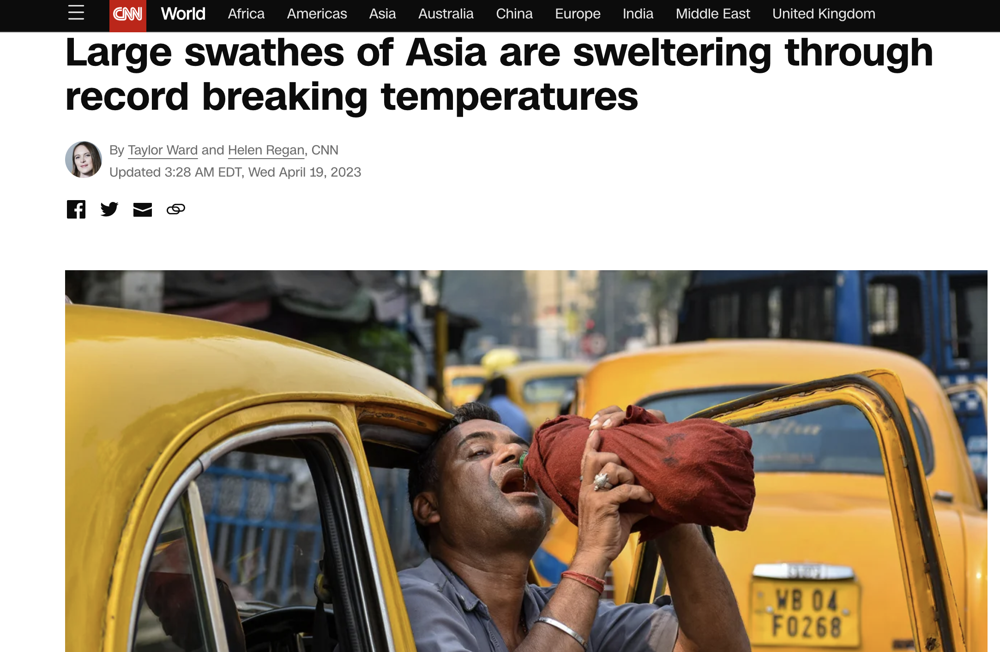 CNN World Africa Americas Asia Australia China Europe India Middle East United Kingdom
Large swathes of Asia are sweltering through
record breaking temperatures
By Taylor Ward and Helen Regan, CNN
Updated 3:28 AM EDT, Wed April 19, 2023
WB 04
F0268